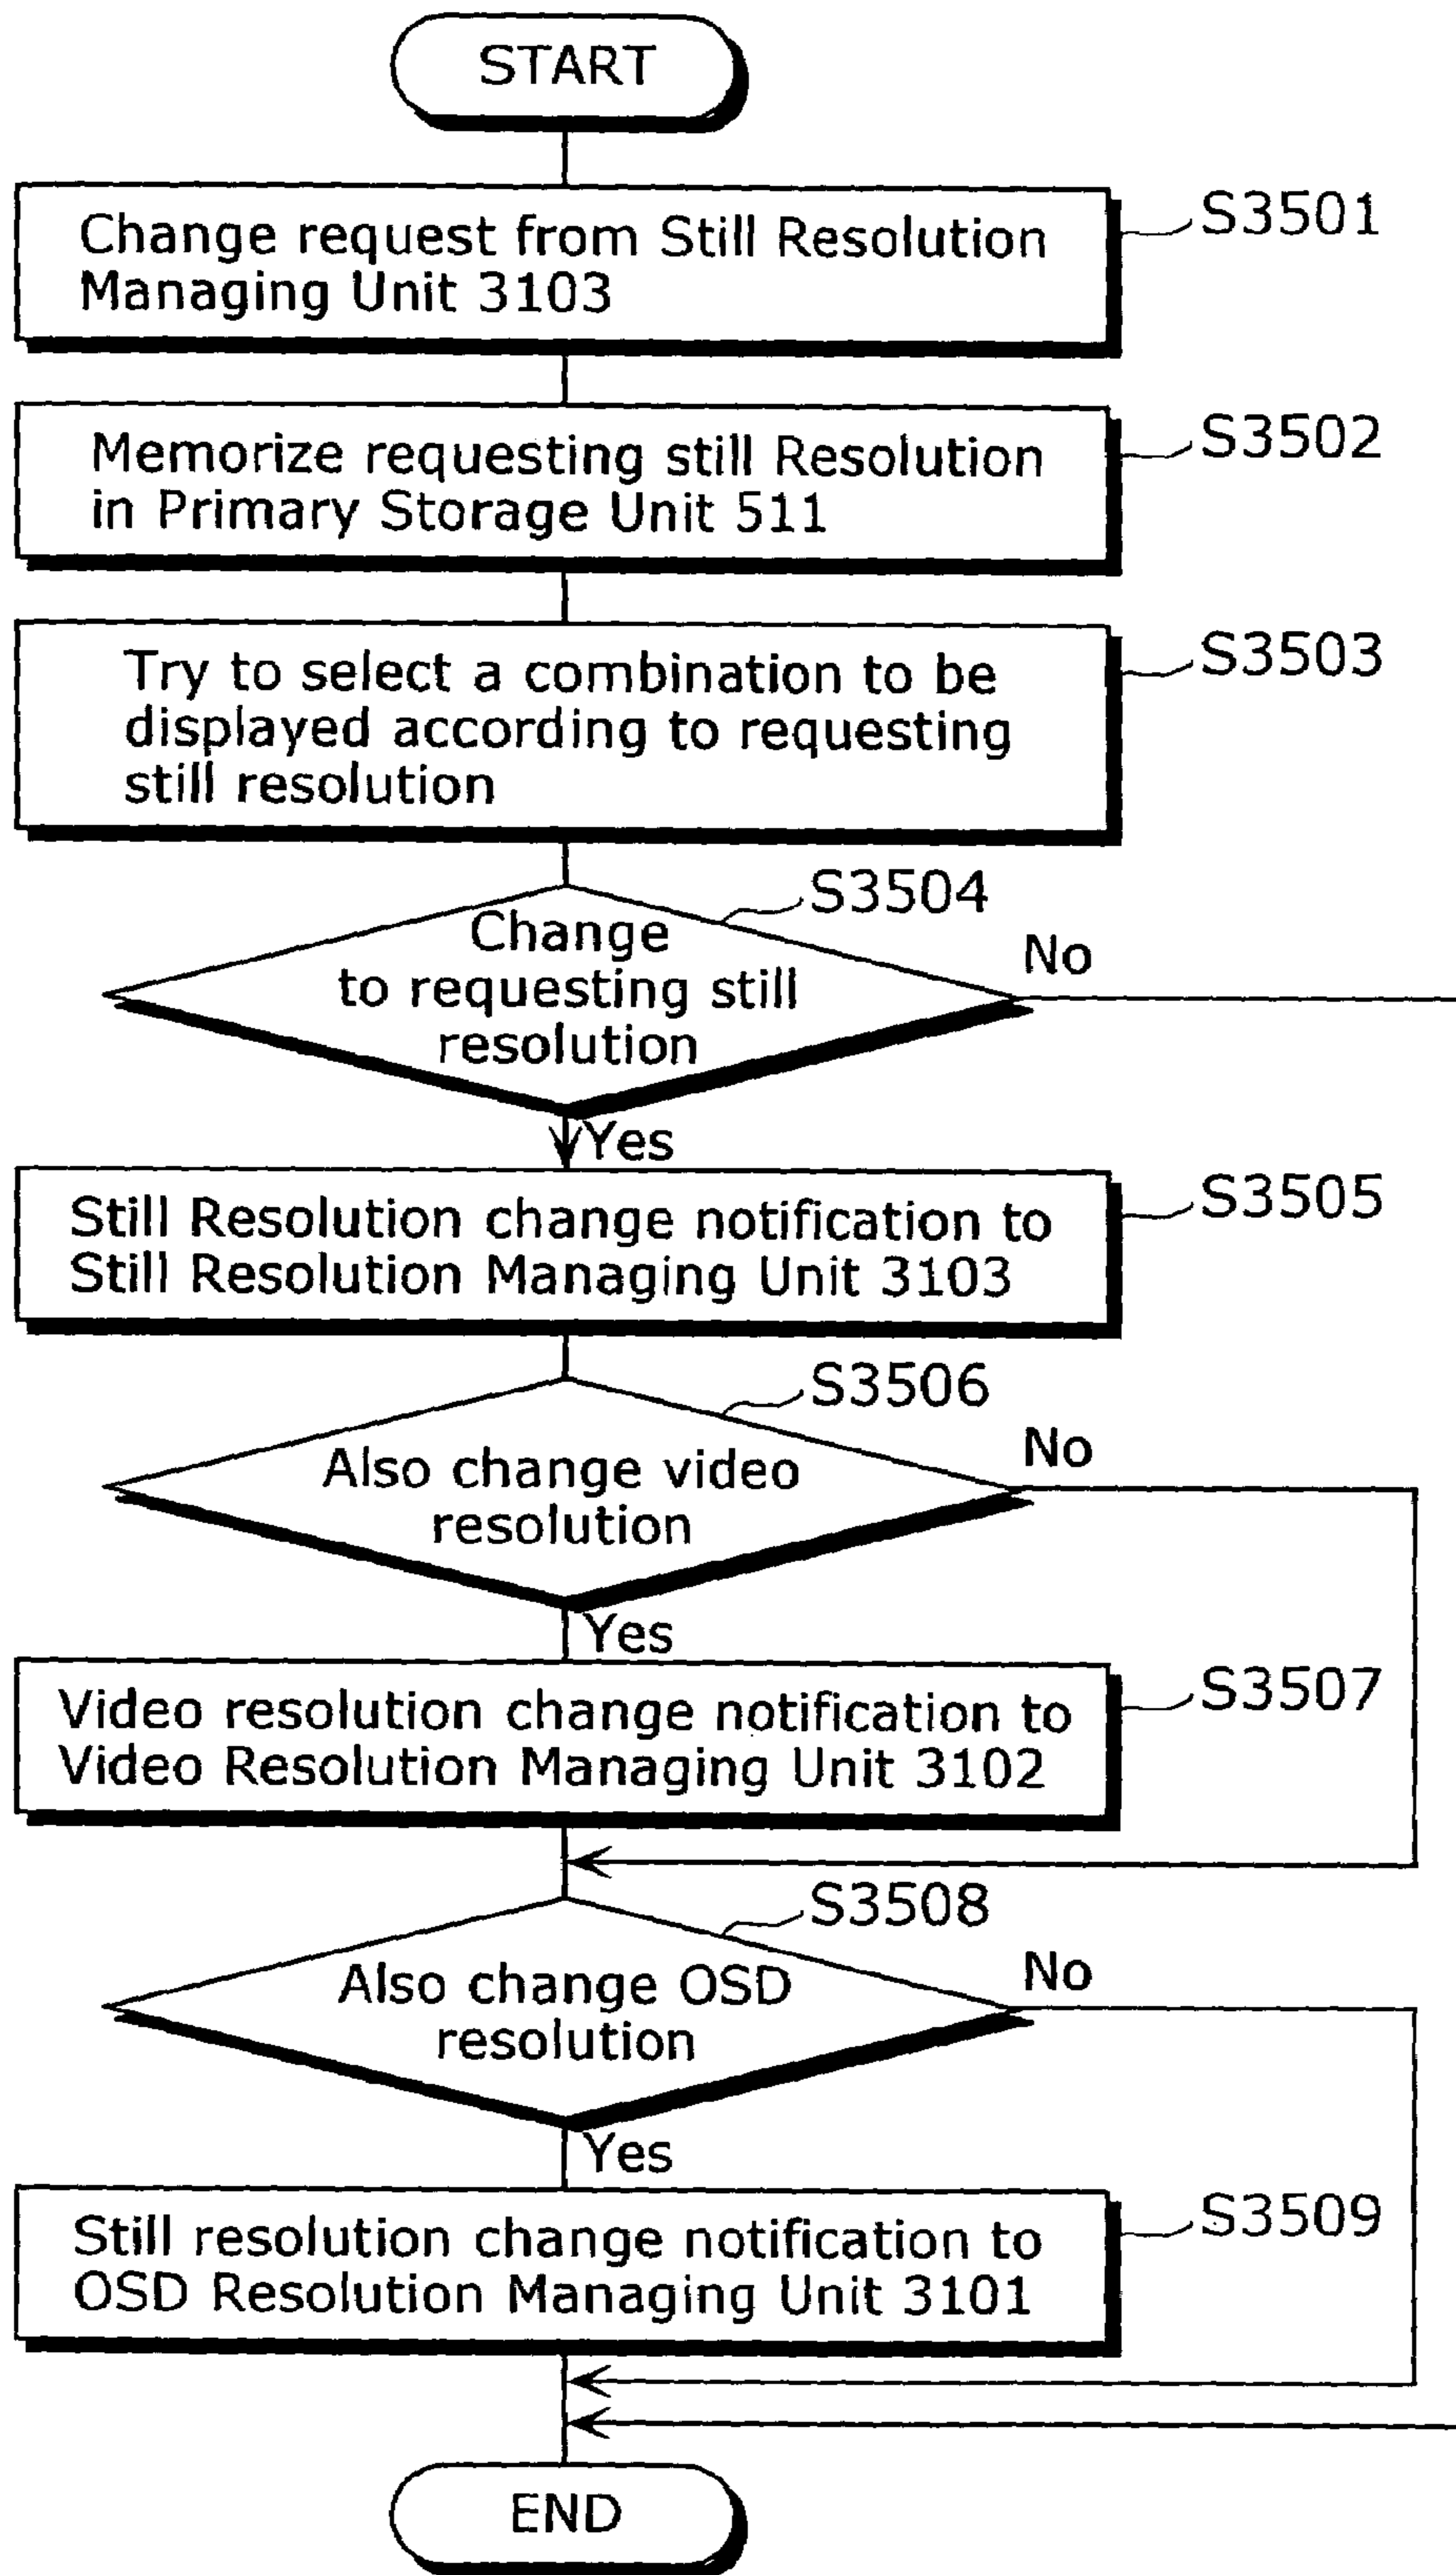 START
Change request from Still Resolution
Managing Unit 3103
S3501
Memorize requesting still Resolution
in Primary Storage Unit 511
S3502
Try to select a combination to be
displayed according to requesting
still resolution
S3503
S3504
Change
to requesting still
resolution
No
Yes
Still Resolution change notification to
Still Resolution Managing Unit 3103
S3505
S3506
Also change video
resolution
No
Yes
Video resolution change notification to
Video Resolution Managing Unit 3102
S3507
S3508
Also change OSD
resolution
No
Yes
Still resolution change notification to
OSD Resolution Managing Unit 3101
S3509
END